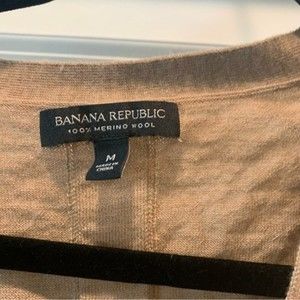 BANANA REPUBLIC
100% MERINO WOOL
M
MADE IN
CHINA